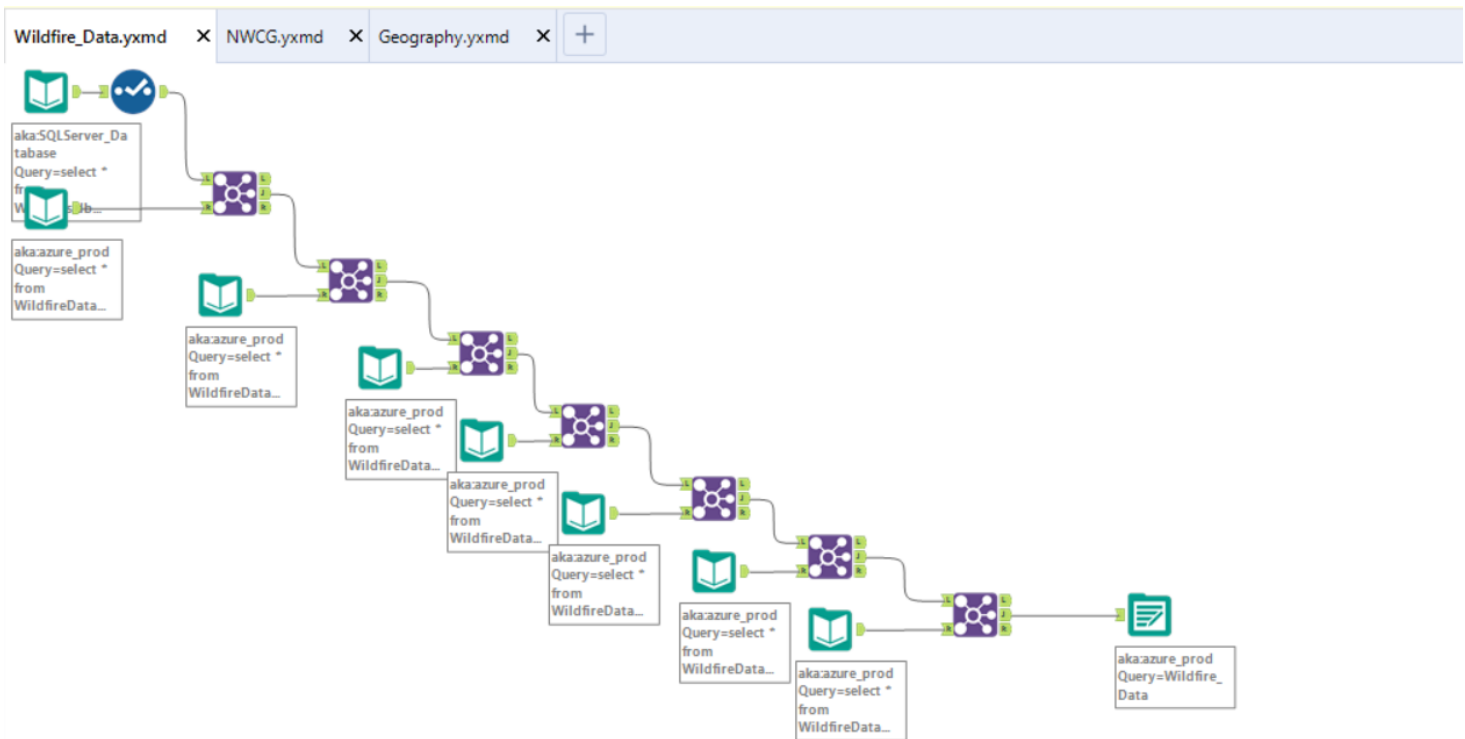 Wildfire_Data.yxmd
NWCG.yxmd
Geography.yxmd
aka:SQLServer_Da
tabase
Query=select *
aka:azure_prod
Query=select *
from
WildfireData...
aka:azure_prod
Query=select *
from
WildfireData...
aka:azure_prod
Query=select *
from
WildfireData...
aka:azure_prod
Query=select *
from
WildfireData...
aka:azure_prod
Query=select *
from
WildfireData...
aka:azure_prod
Query=select *
from
WildfireData...
aka:azure_prod
Query=select *
from
WildfireData...
aka:azure_prod
Query=Wildfire_
Data
L
R
L
J
R
L
R
L
J
R
L
R
L
J
R
L
R
L
J
R
L
R
L
J
R
L
R
L
J
R
L
R
L
J
R